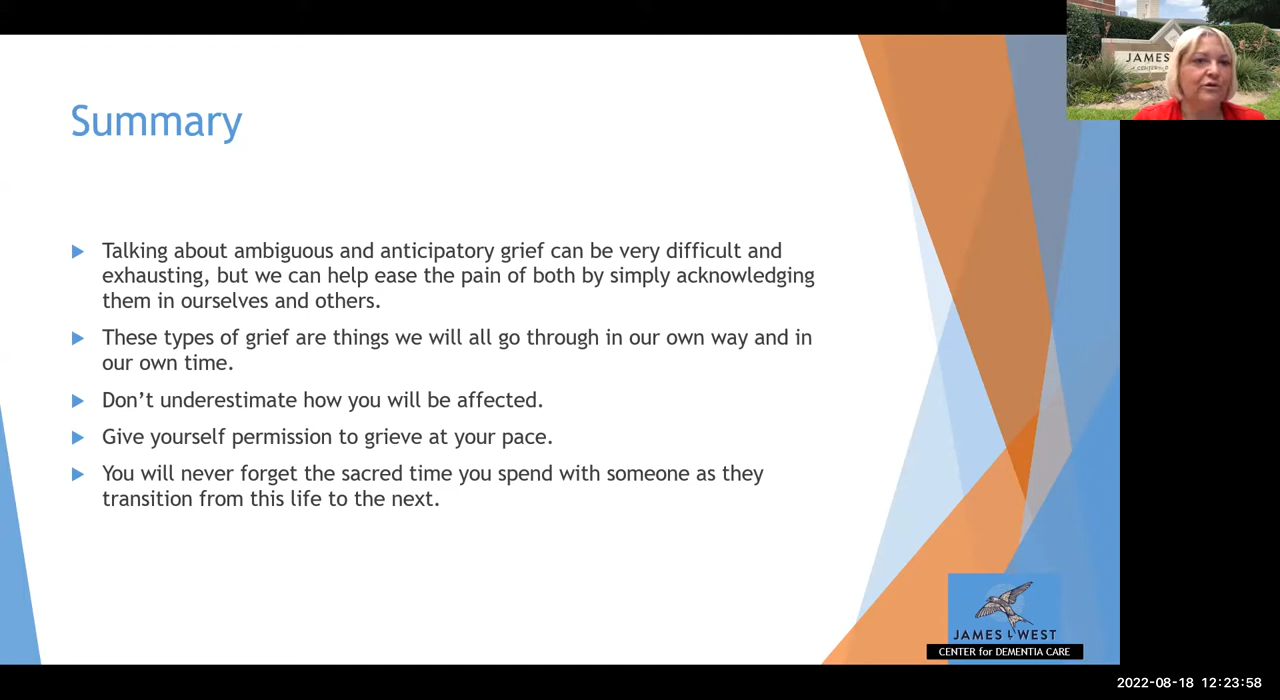 JAMES
Summary
Talking about ambiguous and anticipatory grief can be very difficult and
exhausting, but we can help ease the pain of both by simply acknowledging
them in ourselves and others.
These types of grief are things we will all go through in our own way and in
our own time.
Don’t underestimate how you will be affected.
Give yourself permission to grieve at your pace.
You will never forget the sacred time you spend with someone as they
transition from this life to the next.
JAMES L WEST
CENTER for DEMENTIA CARE
2022-08-18 12:23:58